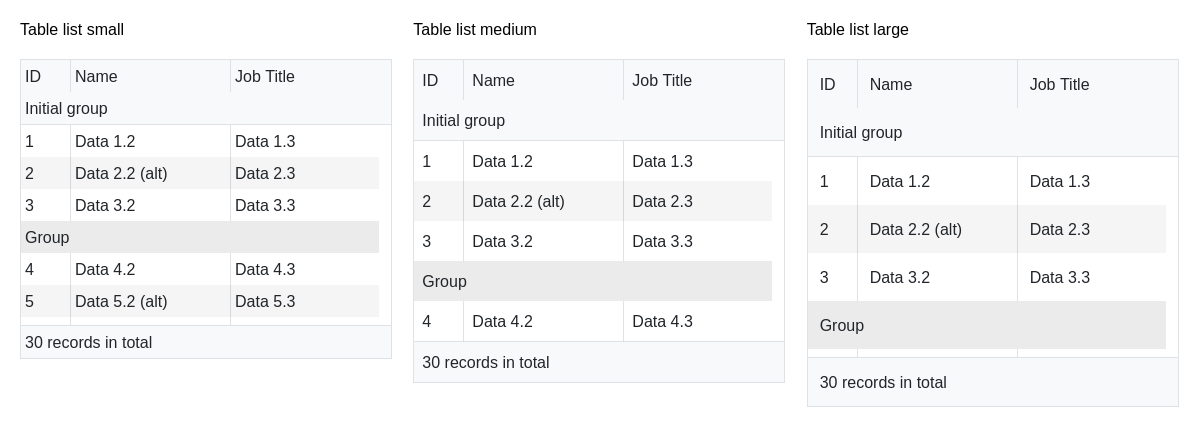 Table list small
ID Name Job Title
Initial group
1 Data 1.2 Data 1.3
2 Data 2.2 (alt) Data 2.3
3 Data 3.2 Data 3.3
Group
4 Data 4.2 Data 4.3
5 Data 5.2 (alt) Data 5.3
30 records in total
Table list medium
ID Name Job Title
Initial group
1 Data 1.2 Data 1.3
2 Data 2.2 (alt) Data 2.3
3 Data 3.2 Data 3.3
Group
4 Data 4.2 Data 4.3
30 records in total
Table list large
ID Name Job Title
Initial group
1 Data 1.2 Data 1.3
2 Data 2.2 (alt) Data 2.3
3 Data 3.2 Data 3.3
Group
30 records in total